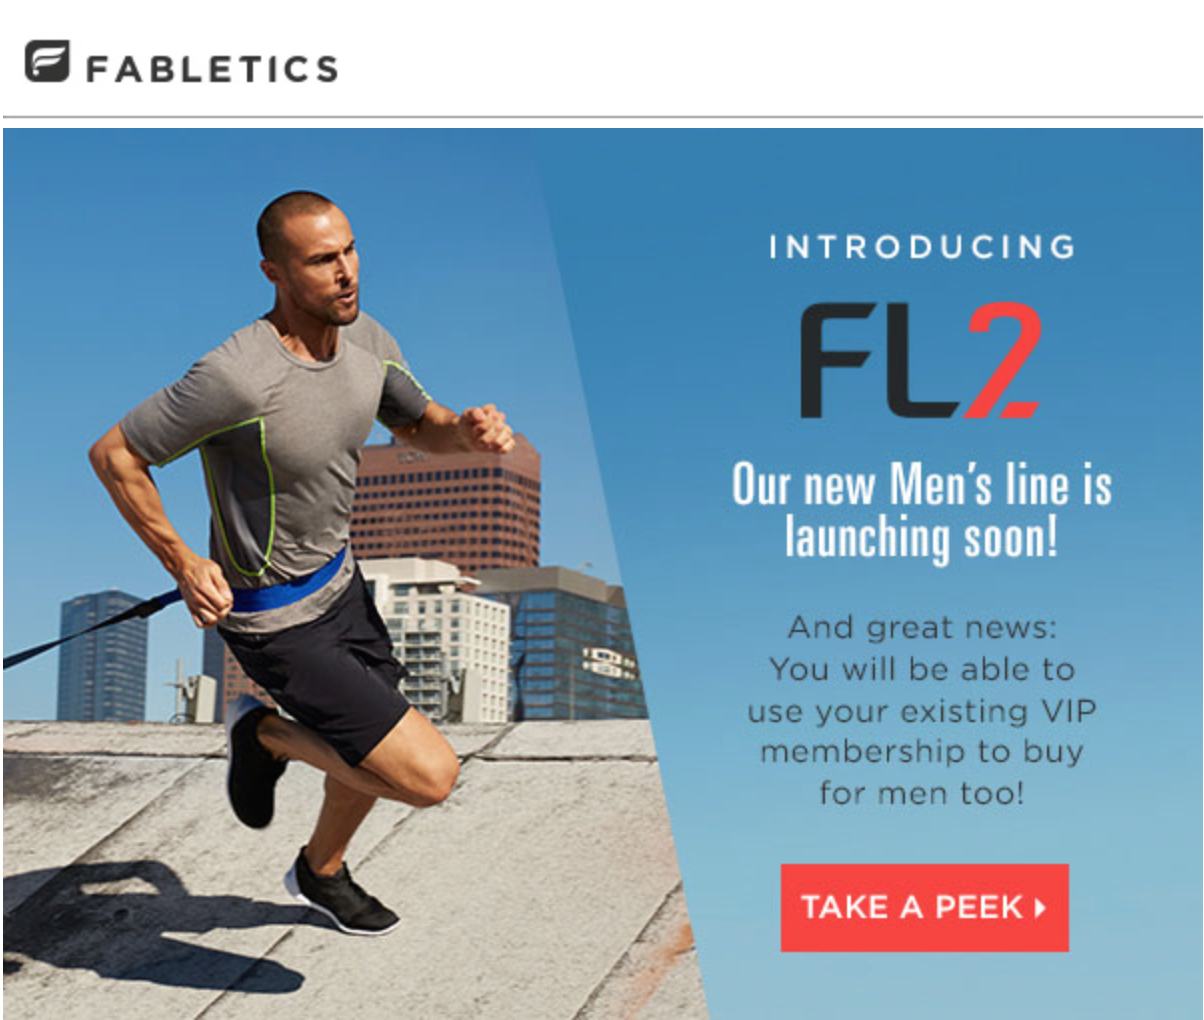 FABLETICS
INTRODUCING
FL2
Our new Men's line is
launching soon!
And great news:
You will be able to
use your existing VIP
membership to buy
for men too!
TAKE A PEEK